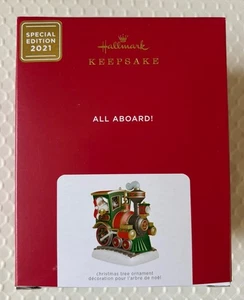 SPECIAL
EDITION
2021
Hallmark
KEEPSAKE
ALL ABOARD!
christmas tree ornament
décoration pour l'arbre de noël